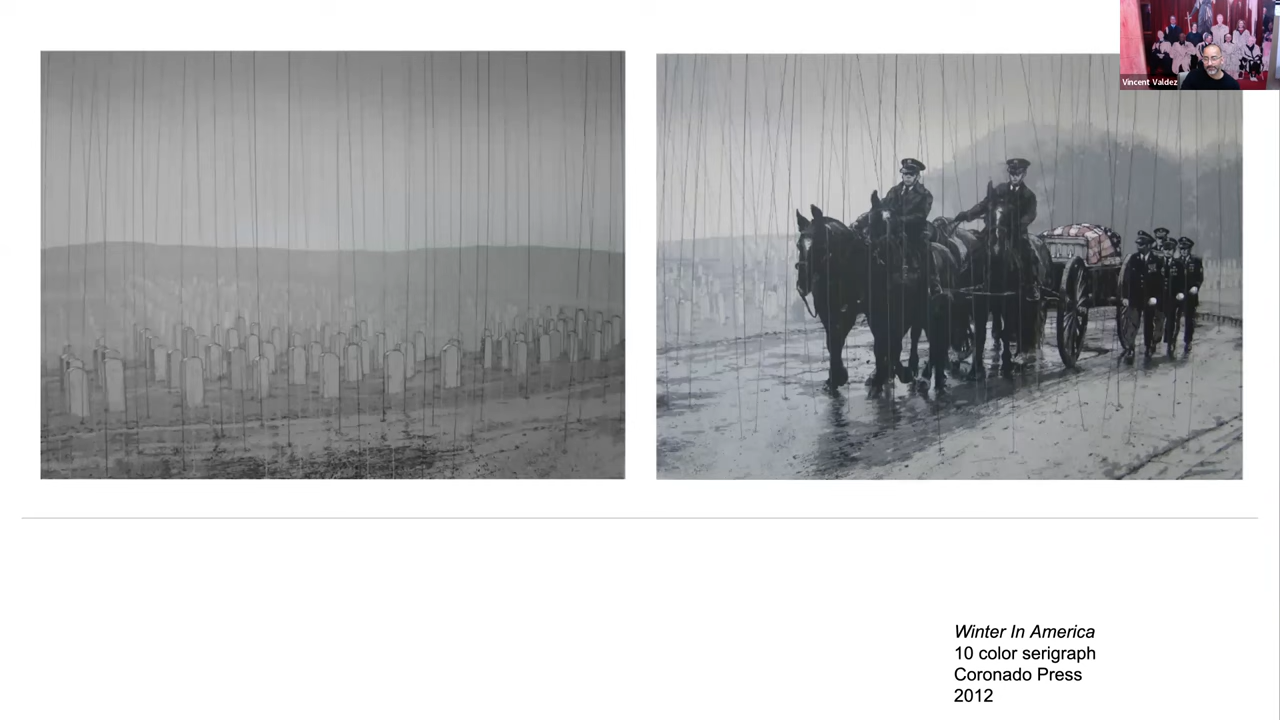 Vincent Valdez
Winter In America
10 color serigraph
Coronado Press
2012